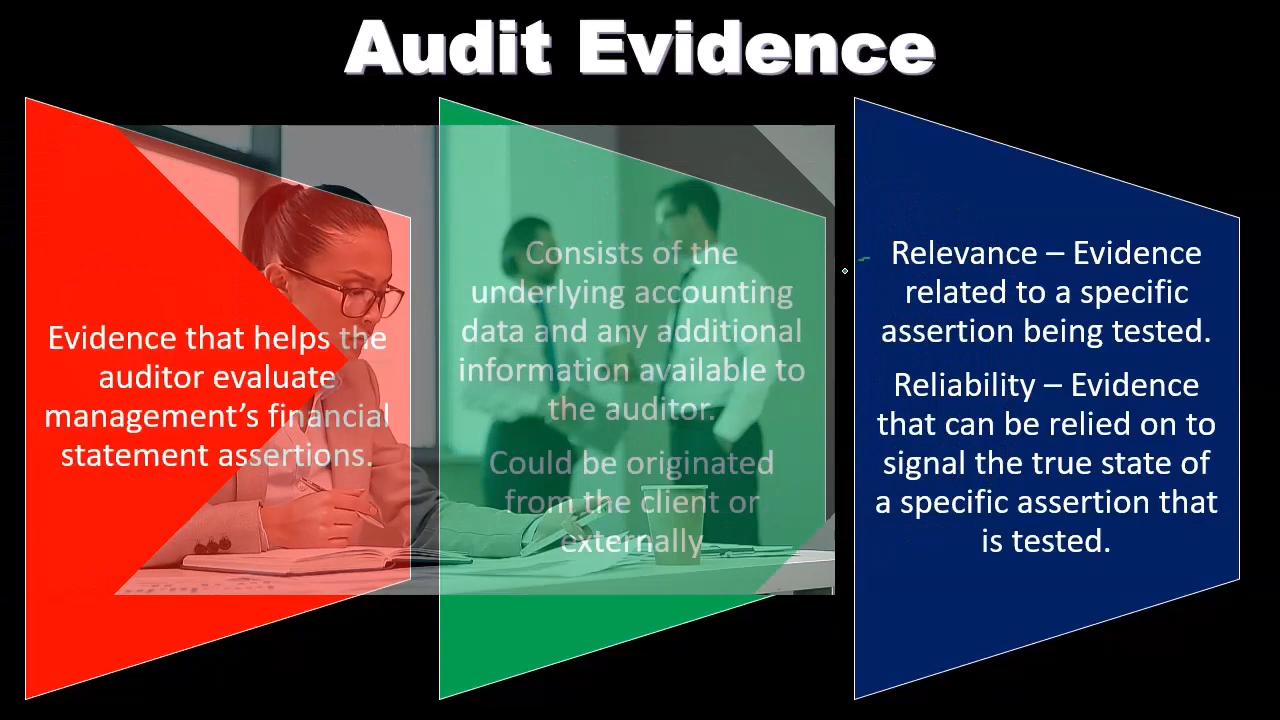 Audit Evidence
Evidence that helps the
auditor evaluate
management’s financial
statement assertions.
Consists of the
underlying accounting
data and any additional
information available to
the auditor.
Could be originated
from the client or
externally
Relevance – Evidence
related to a specific
assertion being tested.
Reliability – Evidence
that can be relied on to
signal the true state of
a specific assertion that
is tested.